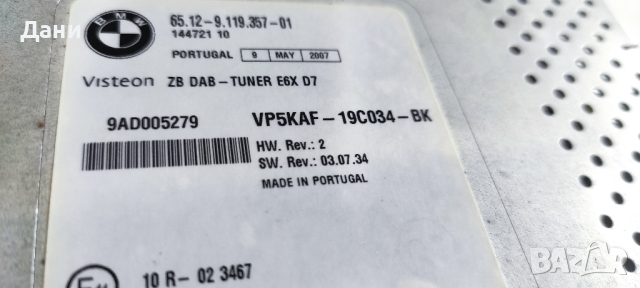 Дани
BMW
65.12-9.119.357-01
144721 10
PORTUGAL 9 MAY 2007
Visteon ZB DAB-TUNER E6X D7
9AD005279 VP5KAF-19C034-BK
HW. Rev.: 2
SW. Rev.: 03.07.34
MADE IN PORTUGAL
10 R- 02 3467
bazar